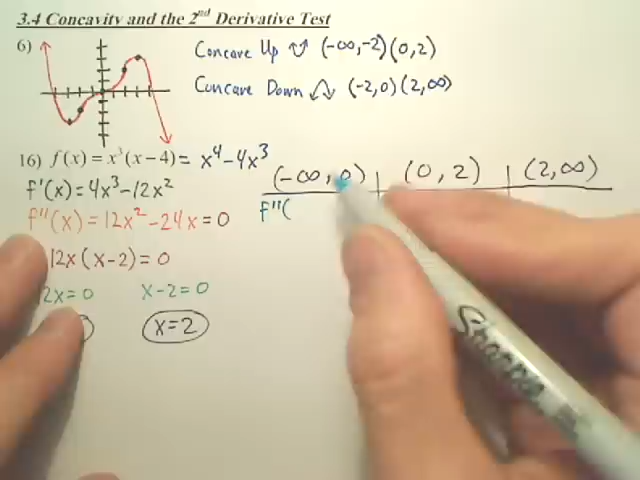 3.4 Concavity and the 2nd Derivative Test
6) Concave Up (-∞,-2)(0,2)
Concave Down (-2,0)(2,∞)
16) f(x) = x³(x−4) = x⁴-4x³
(-∞, 0) (0, 2) (2, ∞)
f'(x) = 4x³-12x²
f''(x) = 12x²-24x = 0
f''(
12x(x-2) = 0
2x = 0 x-2 = 0
x=2
Sharpie